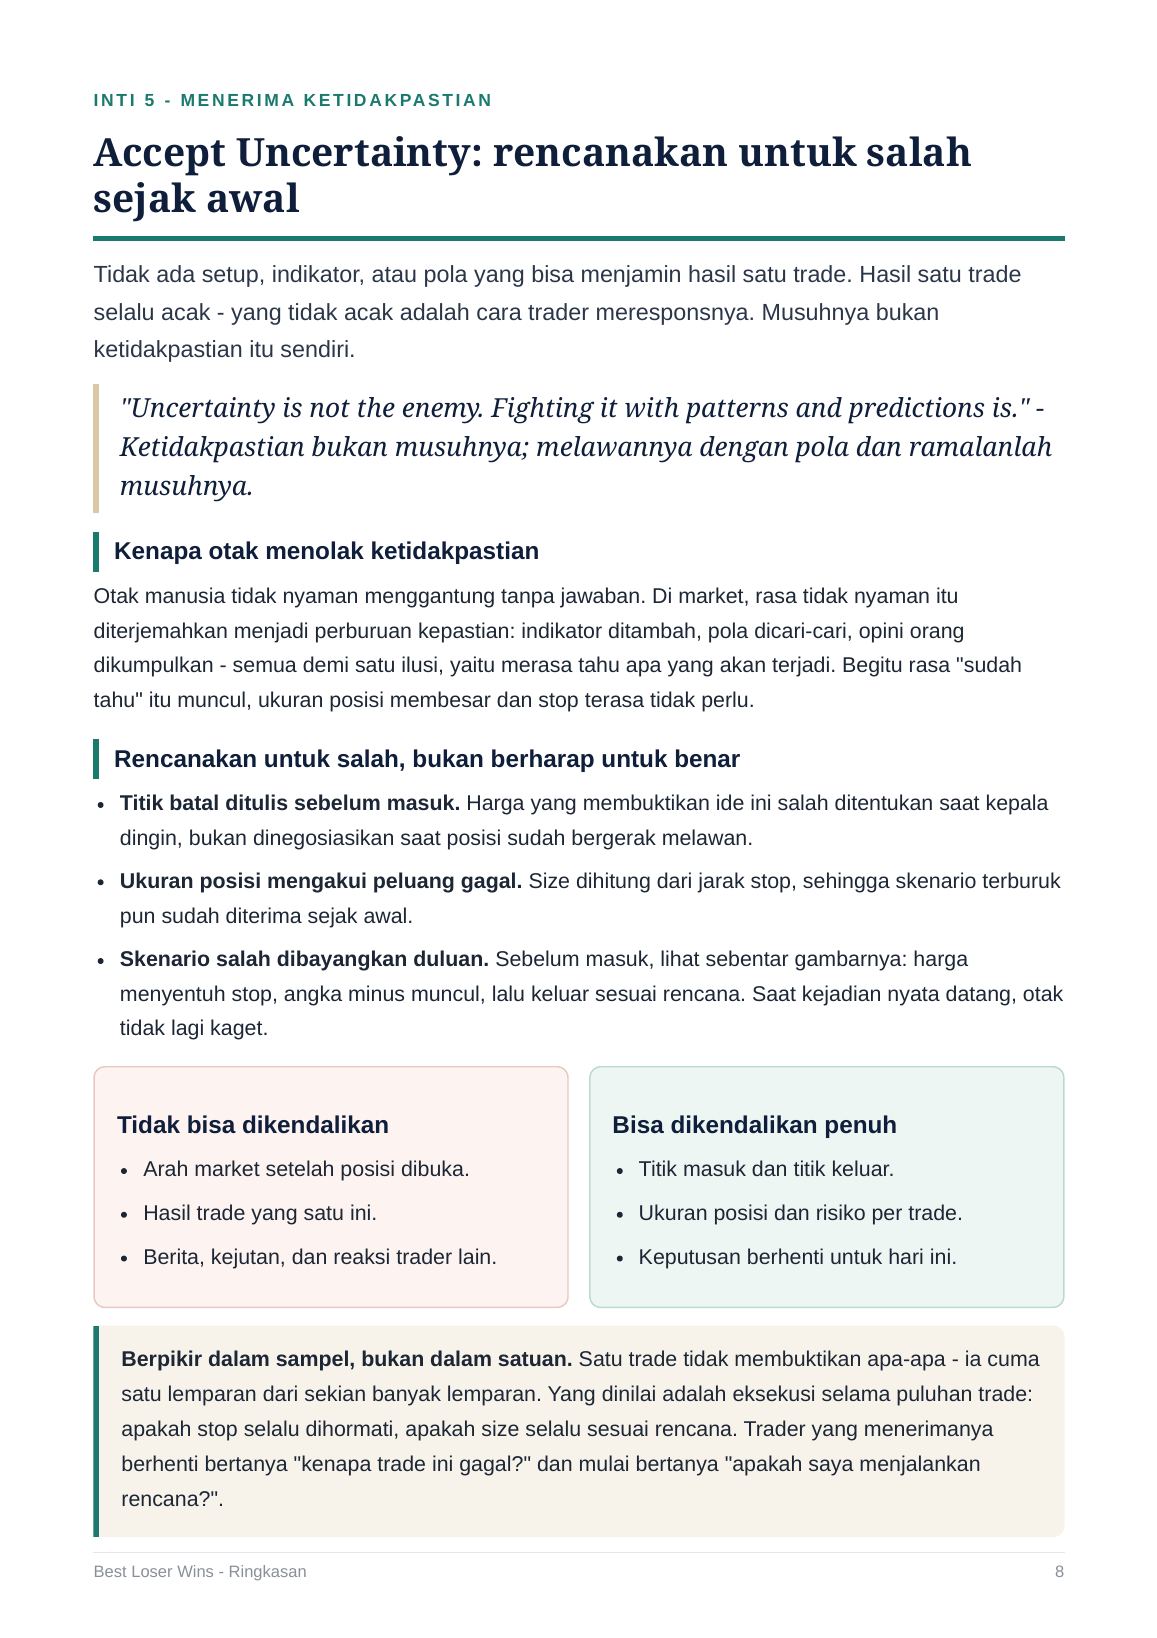 INTI 5 - MENERIMA KETIDAKPASTIAN
Accept Uncertainty: rencanakan untuk salah
sejak awal
Tidak ada setup, indikator, atau pola yang bisa menjamin hasil satu trade. Hasil satu trade
selalu acak - yang tidak acak adalah cara trader meresponsnya. Musuhnya bukan
ketidakpastian itu sendiri.
"Uncertainty is not the enemy. Fighting it with patterns and predictions is." -
Ketidakpastian bukan musuhnya; melawannya dengan pola dan ramalanlah
musuhnya.
Kenapa otak menolak ketidakpastian
Otak manusia tidak nyaman menggantung tanpa jawaban. Di market, rasa tidak nyaman itu
diterjemahkan menjadi perburuan kepastian: indikator ditambah, pola dicari-cari, opini orang
dikumpulkan - semua demi satu ilusi, yaitu merasa tahu apa yang akan terjadi. Begitu rasa "sudah
tahu" itu muncul, ukuran posisi membesar dan stop terasa tidak perlu.
Rencanakan untuk salah, bukan berharap untuk benar
• Titik batal ditulis sebelum masuk. Harga yang membuktikan ide ini salah ditentukan saat kepala
dingin, bukan dinegosiasikan saat posisi sudah bergerak melawan.
• Ukuran posisi mengakui peluang gagal. Size dihitung dari jarak stop, sehingga skenario terburuk
pun sudah diterima sejak awal.
• Skenario salah dibayangkan duluan. Sebelum masuk, lihat sebentar gambarnya: harga
menyentuh stop, angka minus muncul, lalu keluar sesuai rencana. Saat kejadian nyata datang, otak
tidak lagi kaget.
Tidak bisa dikendalikan
• Arah market setelah posisi dibuka.
• Hasil trade yang satu ini.
• Berita, kejutan, dan reaksi trader lain.
Bisa dikendalikan penuh
• Titik masuk dan titik keluar.
• Ukuran posisi dan risiko per trade.
• Keputusan berhenti untuk hari ini.
Berpikir dalam sampel, bukan dalam satuan. Satu trade tidak membuktikan apa-apa - ia cuma
satu lemparan dari sekian banyak lemparan. Yang dinilai adalah eksekusi selama puluhan trade:
apakah stop selalu dihormati, apakah size selalu sesuai rencana. Trader yang menerimanya
berhenti bertanya "kenapa trade ini gagal?" dan mulai bertanya "apakah saya menjalankan
rencana?".
Best Loser Wins - Ringkasan
8